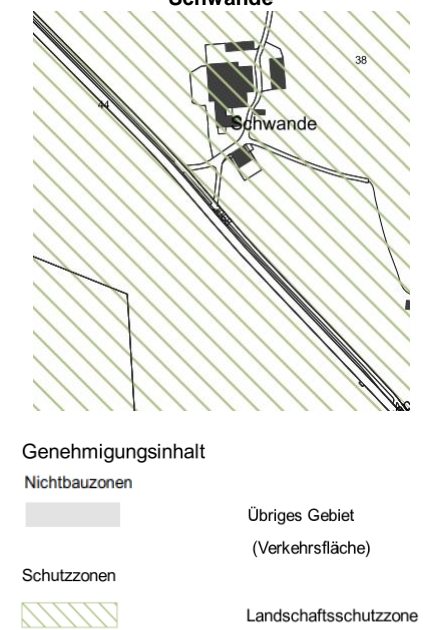 Schwande
38
44
Schwande
Genehmigungsinhalt
Nichtbauzonen
Übriges Gebiet
(Verkehrsfläche)
Schutzzonen
Landschaftsschutzzone